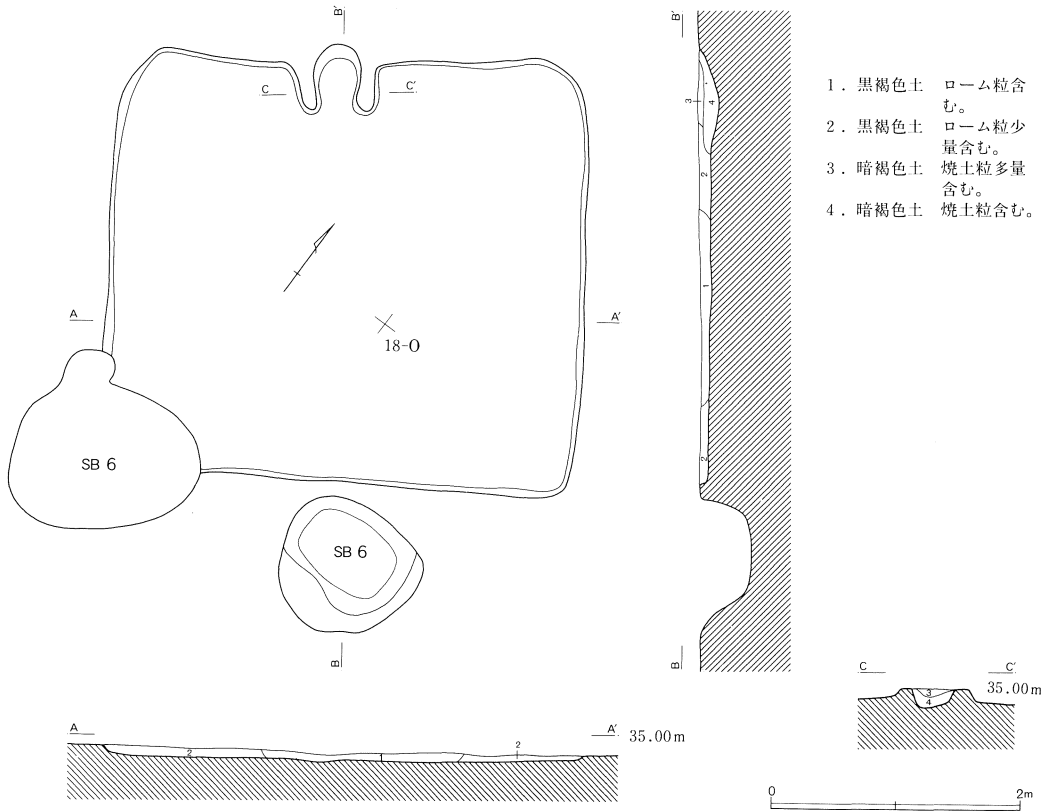 B'
C
C'
A
A'
18-O
SB 6
SB 6
B
B'
3
4
2
1
2
B
1. 黒褐色土 ローム粒含
む。
2. 黒褐色土 ローム粒少
量含む。
3. 暗褐色土 焼土粒多量
含む。
4. 暗褐色土 焼土粒含む。
C
C'
35.00m
3
4
A
A'
35.00m
2
1
2
0
2m